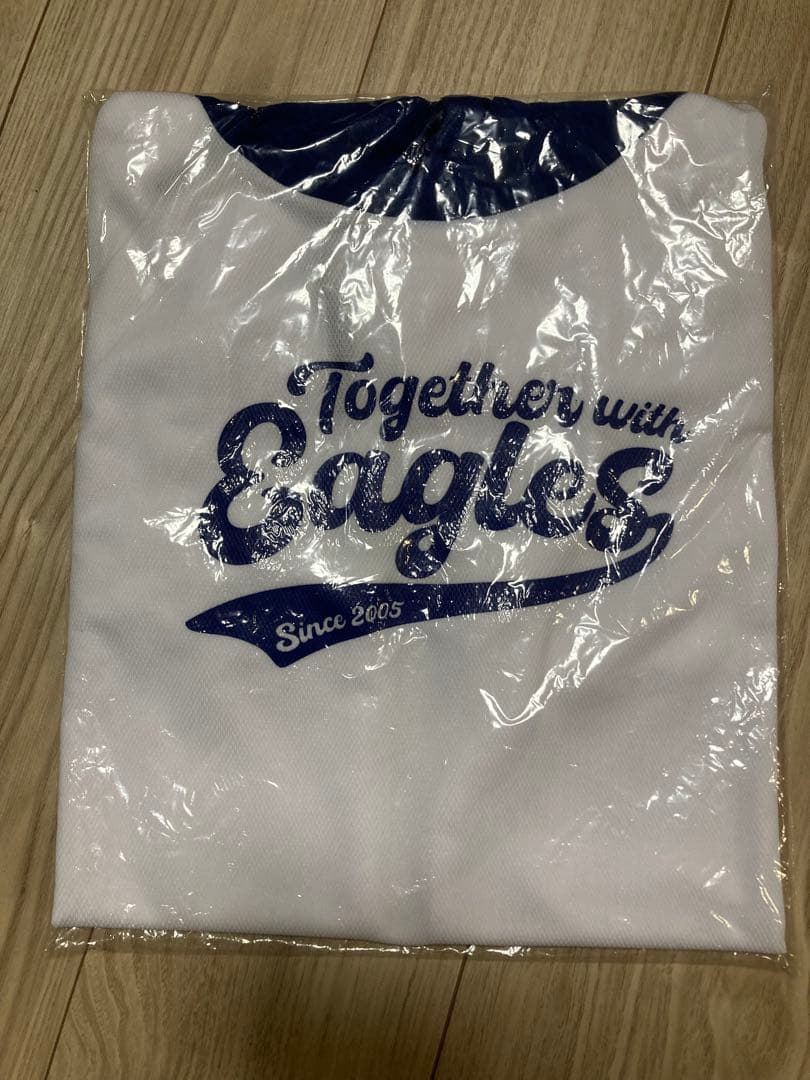 Together with
Eagles
Since 2005